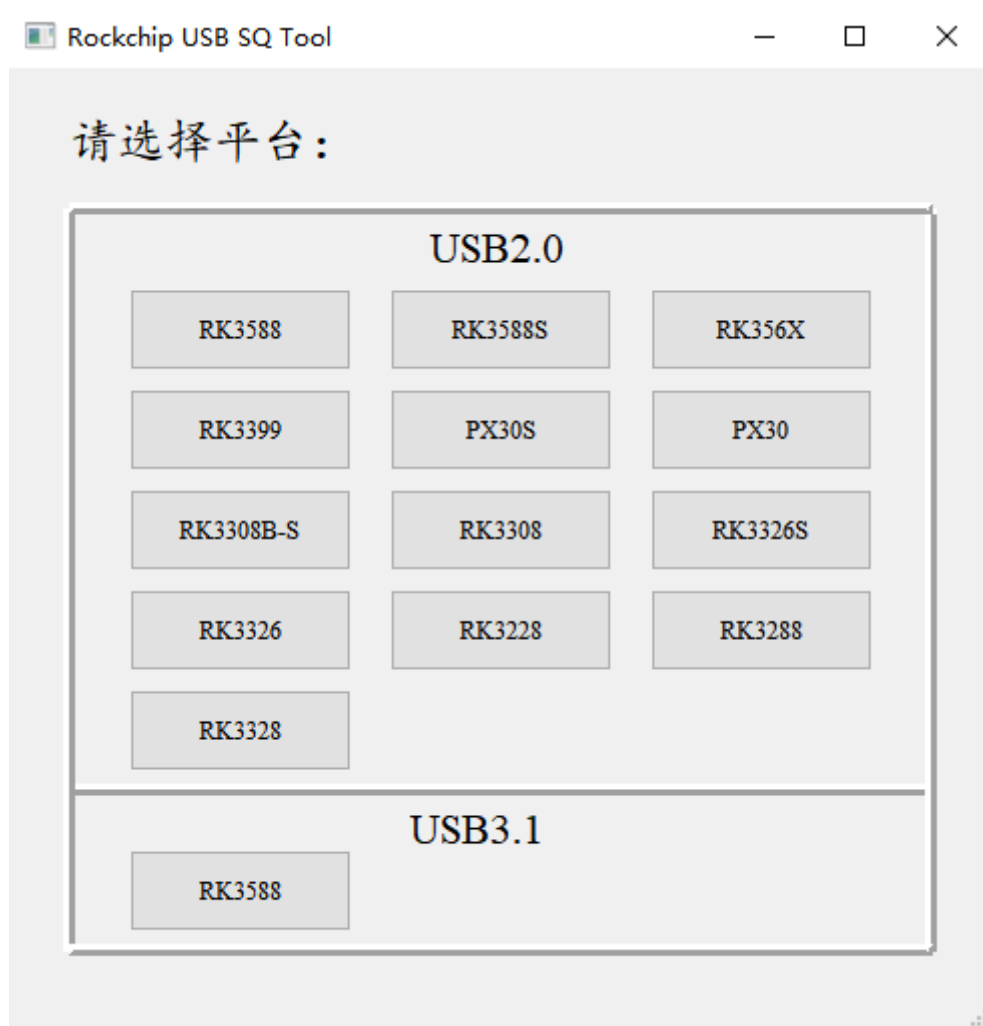 Rockchip USB SQ Tool
请选择平台：
USB2.0
RK3588 RK3588S RK356X
RK3399 PX30S PX30
RK3308B-S RK3308 RK3326S
RK3326 RK3228 RK3288
RK3328
USB3.1
RK3588